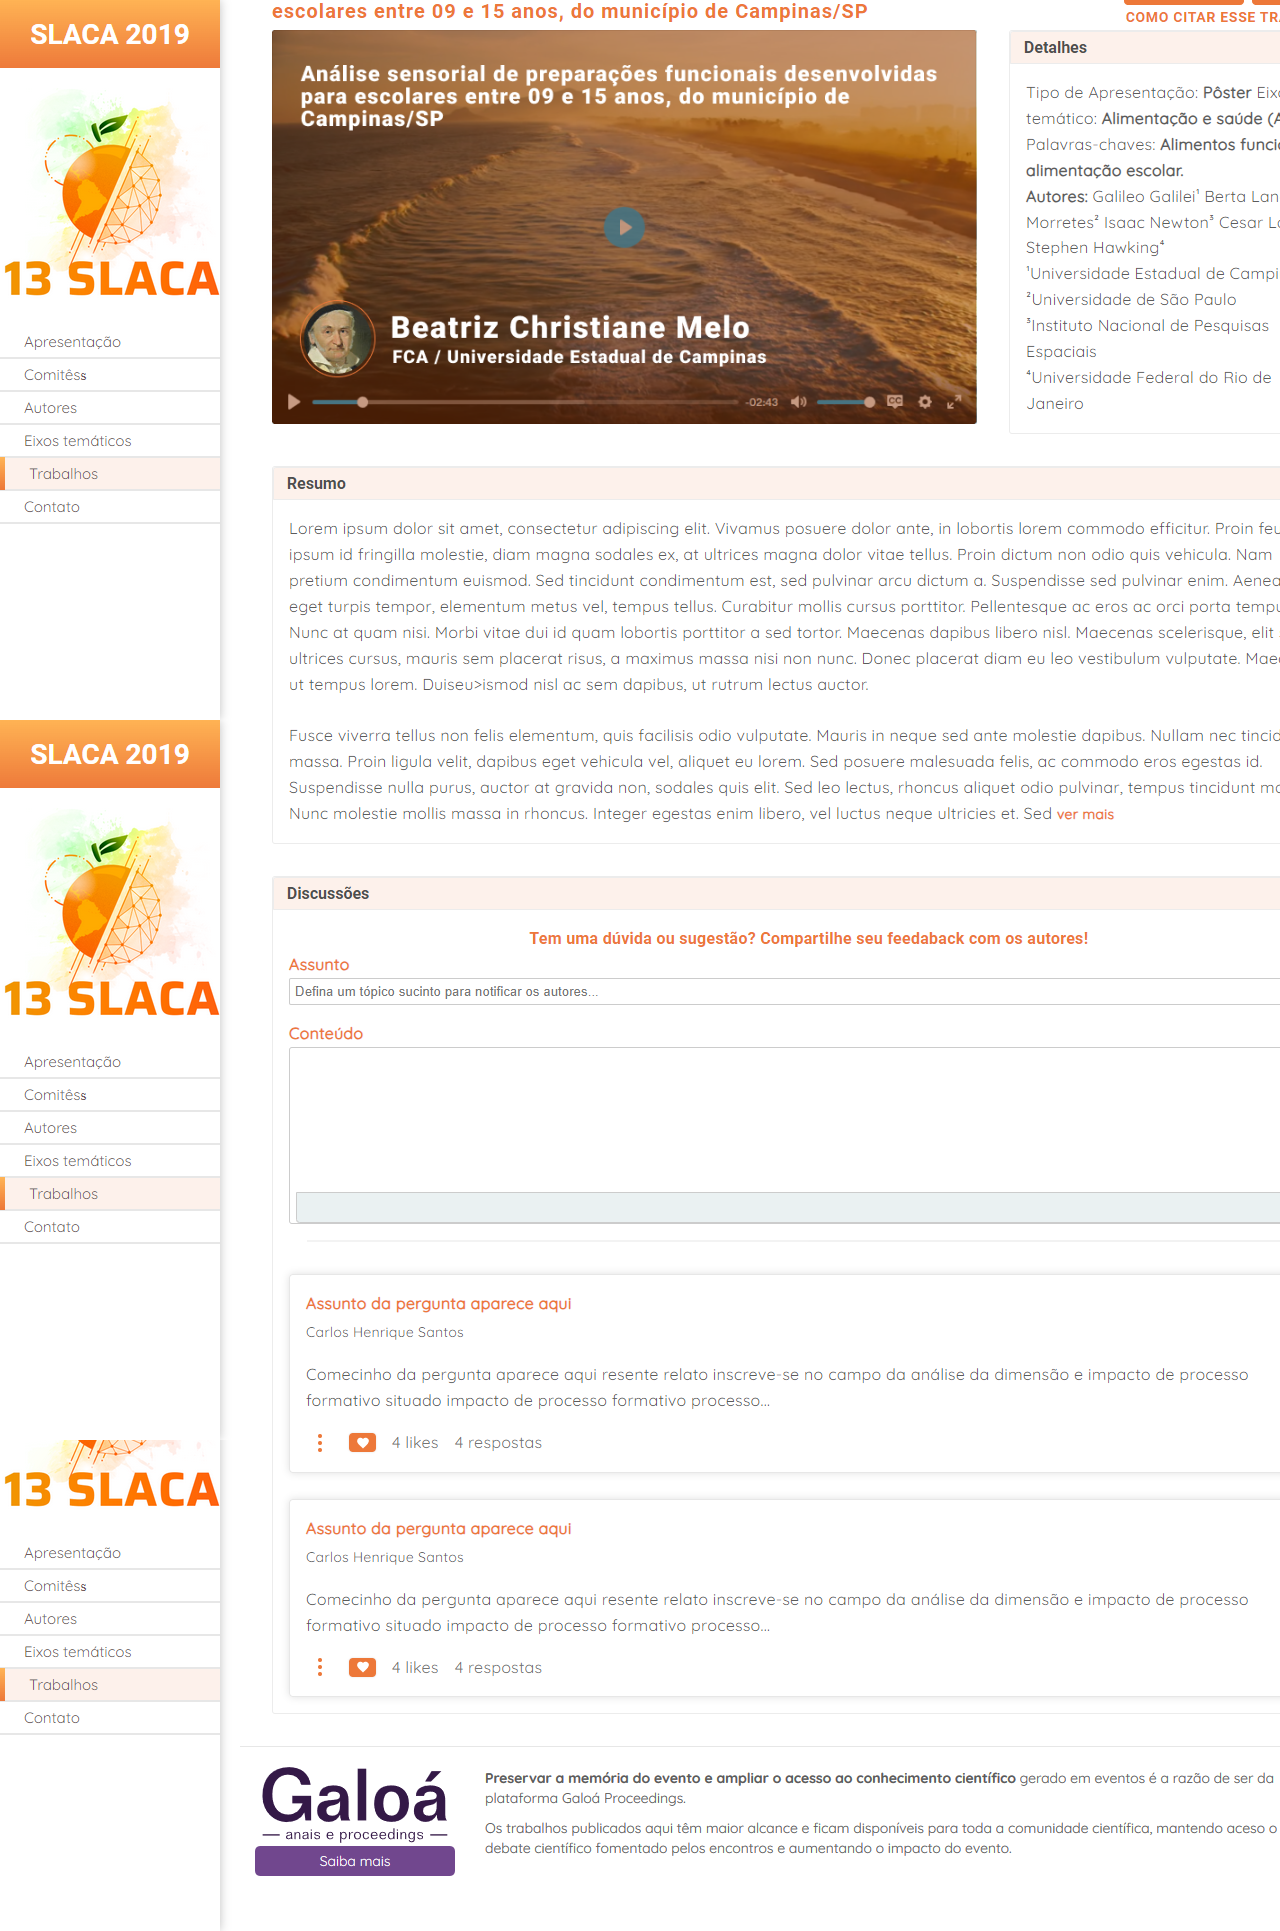 SLACA 2019
13 SLACA
Apresentação
Comitêss
Autores
Eixos temáticos
Trabalhos
Contato
escolares entre 09 e 15 anos, do município de Campinas/SP
COMO CITAR ESSE TRA
Análise sensorial de preparações funcionais desenvolvidas
para escolares entre 09 e 15 anos, do município de
Campinas/SP
Beatriz Christiane Melo
FCA / Universidade Estadual de Campinas
-02:43
CC
Detalhes
Tipo de Apresentação: Pôster Eixo
temático: Alimentação e saúde (A
Palavras-chaves: Alimentos funci
alimentação escolar.
Autores: Galileo Galilei¹ Berta Lan
Morretes² Isaac Newton³ Cesar La
Stephen Hawking⁴
¹Universidade Estadual de Campi
²Universidade de São Paulo
³Instituto Nacional de Pesquisas
Espaciais
⁴Universidade Federal do Rio de
Janeiro
Resumo
Lorem ipsum dolor sit amet, consectetur adipiscing elit. Vivamus posuere dolor ante, in lobortis lorem commodo efficitur. Proin feu
ipsum id fringilla molestie, diam magna sodales ex, at ultrices magna dolor vitae tellus. Proin dictum non odio quis vehicula. Nam
pretium condimentum euismod. Sed tincidunt condimentum est, sed pulvinar arcu dictum a. Suspendisse sed pulvinar enim. Aenea
eget turpis tempor, elementum metus vel, tempus tellus. Curabitur mollis cursus porttitor. Pellentesque ac eros ac orci porta tempu
Nunc at quam nisi. Morbi vitae dui id quam lobortis porttitor a sed tortor. Maecenas dapibus libero nisl. Maecenas scelerisque, elit
ultrices cursus, mauris sem placerat risus, a maximus massa nisi non nunc. Donec placerat diam eu leo vestibulum vulputate. Mae
ut tempus lorem. Duiseu>ismod nisl ac sem dapibus, ut rutrum lectus auctor.
Fusce viverra tellus non felis elementum, quis facilisis odio vulputate. Mauris in neque sed ante molestie dapibus. Nullam nec tincid
massa. Proin ligula velit, dapibus eget vehicula vel, aliquet eu lorem. Sed posuere malesuada felis, ac commodo eros egestas id.
Suspendisse nulla purus, auctor at gravida non, sodales quis elit. Sed leo lectus, rhoncus aliquet odio pulvinar, tempus tincidunt mo
Nunc molestie mollis massa in rhoncus. Integer egestas enim libero, vel luctus neque ultricies et. Sed ver mais
SLACA 2019
13 SLACA
Apresentação
Comitêss
Autores
Eixos temáticos
Trabalhos
Contato
Discussões
Tem uma dúvida ou sugestão? Compartilhe seu feedaback com os autores!
Assunto
Defina um tópico sucinto para notificar os autores...
Conteúdo
Assunto da pergunta aparece aqui
Carlos Henrique Santos
Comecinho da pergunta aparece aqui resente relato inscreve-se no campo da análise da dimensão e impacto de processo
formativo situado impacto de processo formativo processo...
4 likes 4 respostas
Assunto da pergunta aparece aqui
Carlos Henrique Santos
Comecinho da pergunta aparece aqui resente relato inscreve-se no campo da análise da dimensão e impacto de processo
formativo situado impacto de processo formativo processo...
4 likes 4 respostas
13 SLACA
Apresentação
Comitêss
Autores
Eixos temáticos
Trabalhos
Contato
Galoá
anais e proceedings
Saiba mais
Preservar a memória do evento e ampliar o acesso ao conhecimento científico gerado em eventos é a razão de ser da
plataforma Galoá Proceedings.
Os trabalhos publicados aqui têm maior alcance e ficam disponíveis para toda a comunidade científica, mantendo aceso o
debate científico fomentado pelos encontros e aumentando o impacto do evento.